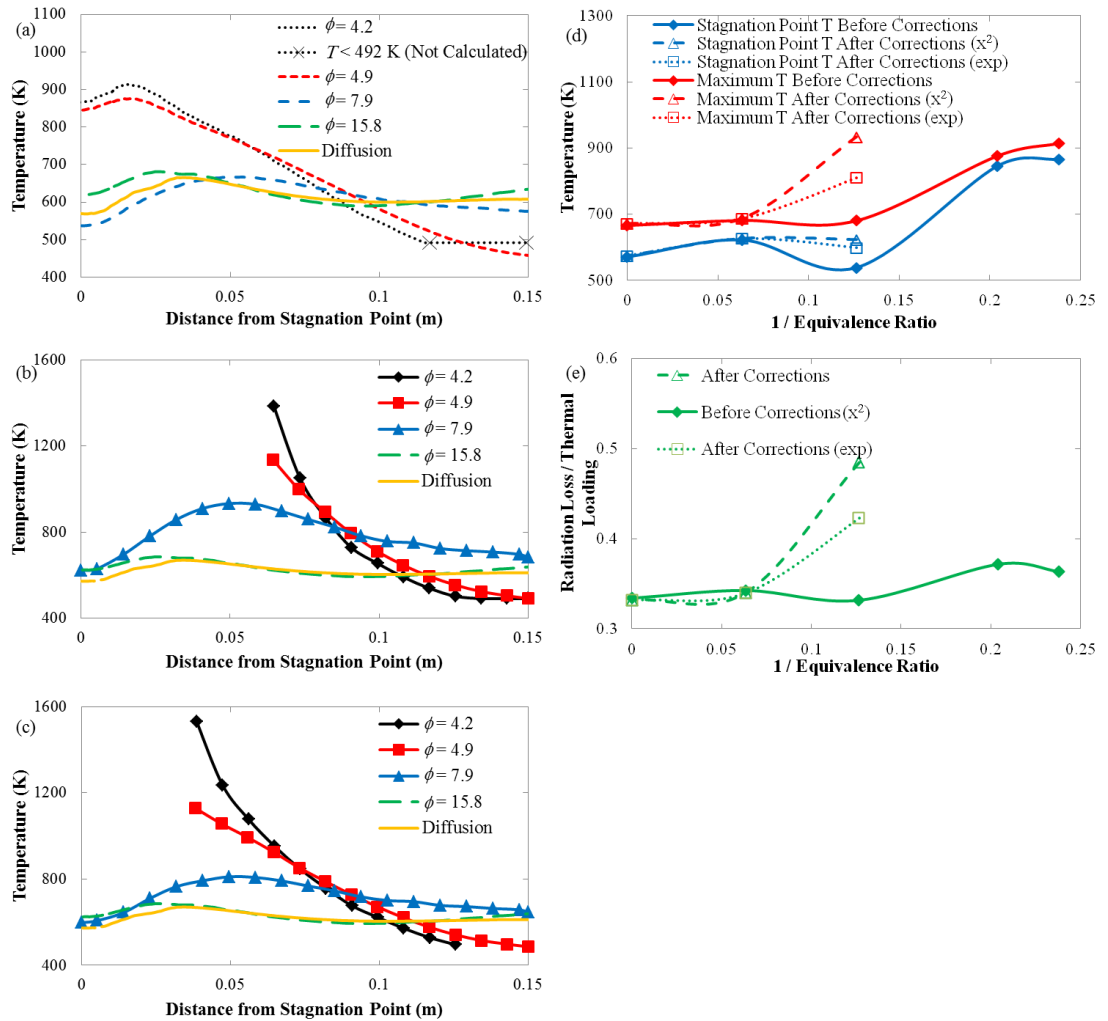 (a)
1100
1000
900
800
700
600
500
400
Temperature (K)
0
0.05
0.1
0.15
Distance from Stagnation Point (m)
ϕ = 4.2
T < 492 K (Not Calculated)
ϕ = 4.9
ϕ = 7.9
ϕ = 15.8
Diffusion
(b)
1600
1200
800
400
Temperature (K)
0
0.05
0.1
0.15
Distance from Stagnation Point (m)
ϕ = 4.2
ϕ = 4.9
ϕ = 7.9
ϕ = 15.8
Diffusion
(c)
1600
1200
800
400
Temperature (K)
0
0.05
0.1
0.15
Distance from Stagnation Point (m)
ϕ = 4.2
ϕ = 4.9
ϕ = 7.9
ϕ = 15.8
Diffusion
(d)
1300
1100
900
700
500
Temperature (K)
0
0.05
0.1
0.15
0.2
0.25
1 / Equivalence Ratio
Stagnation Point T Before Corrections
Stagnation Point T After Corrections (x²)
Stagnation Point T After Corrections (exp)
Maximum T Before Corrections
Maximum T After Corrections (x²)
Maximum T After Corrections (exp)
(e)
0.6
0.5
0.4
0.3
Radiation Loss / Thermal
Loading
0
0.05
0.1
0.15
0.2
0.25
1 / Equivalence Ratio
After Corrections
Before Corrections (x²)
After Corrections (exp)